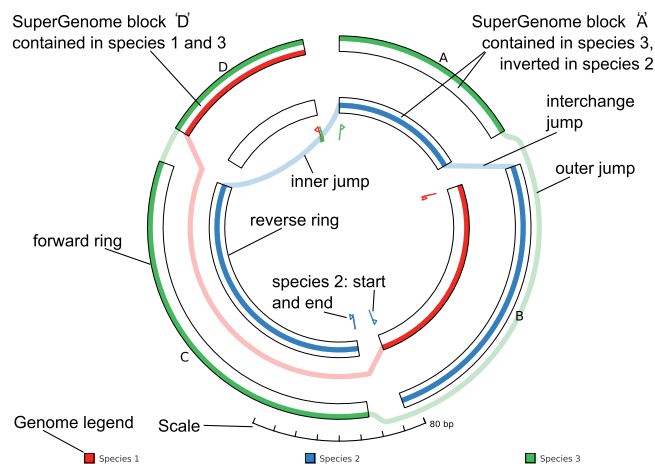 SuperGenome block ‘D’
contained in species 1 and 3
SuperGenome block ‘A’
contained in species 3,
inverted in species 2
D
A
interchange
jump
outer jump
inner jump
reverse ring
forward ring
species 2: start
and end
B
C
Genome legend
Scale
80 bp
Species 1
Species 2
Species 3